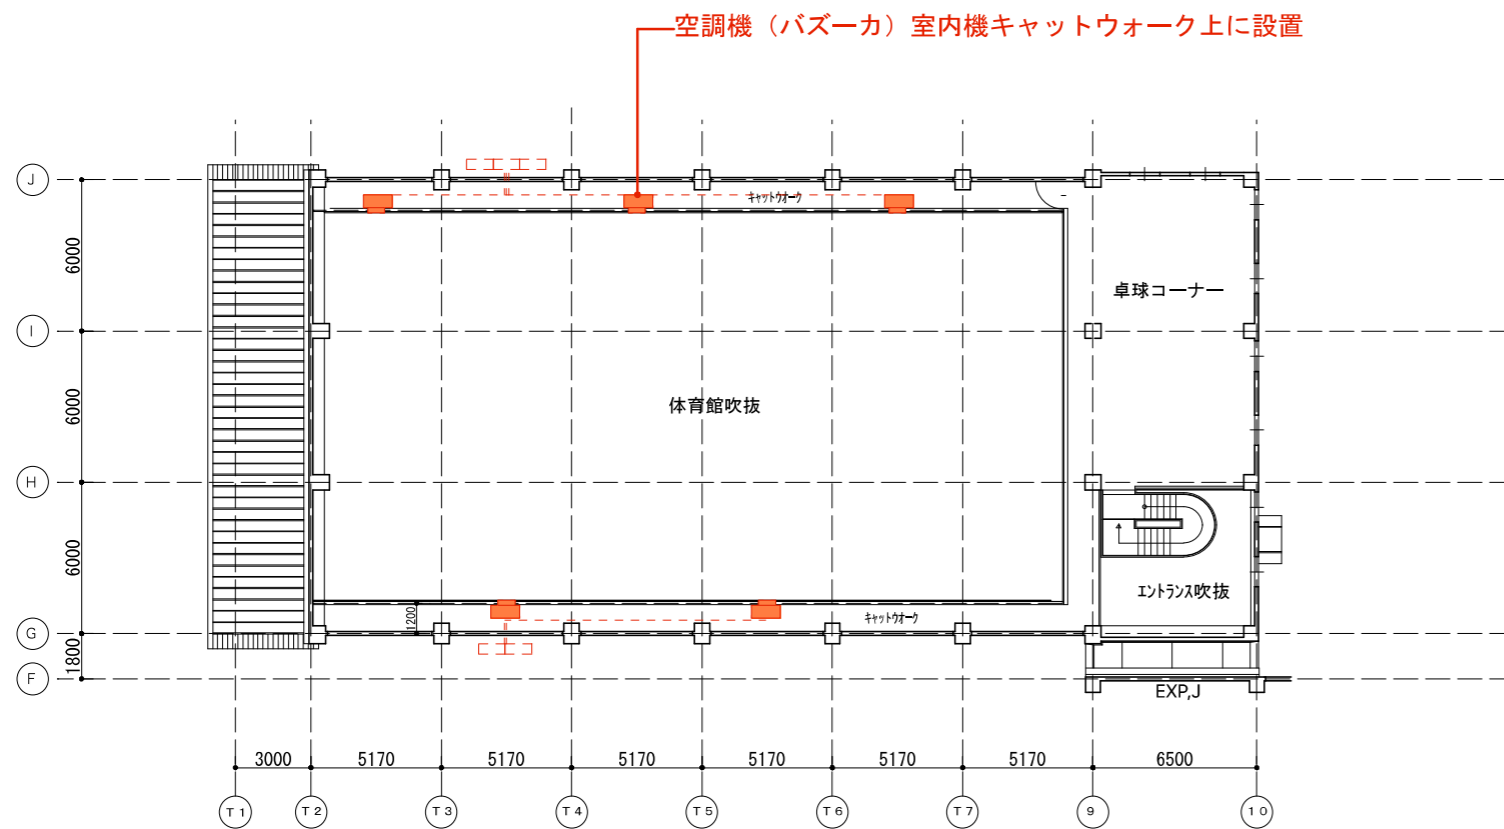 空調機（バズーカ）室内機キャットウォーク上に設置
J
キャットウオーク
6000
卓球コーナー
I
6000
体育館吹抜
H
6000
エントランス吹抜
1200
キャットウオーク
G
1800
F
EXP,J
3000 5170 5170 5170 5170 5170 5170 6500
T1 T2 T3 T4 T5 T6 T7 9 10